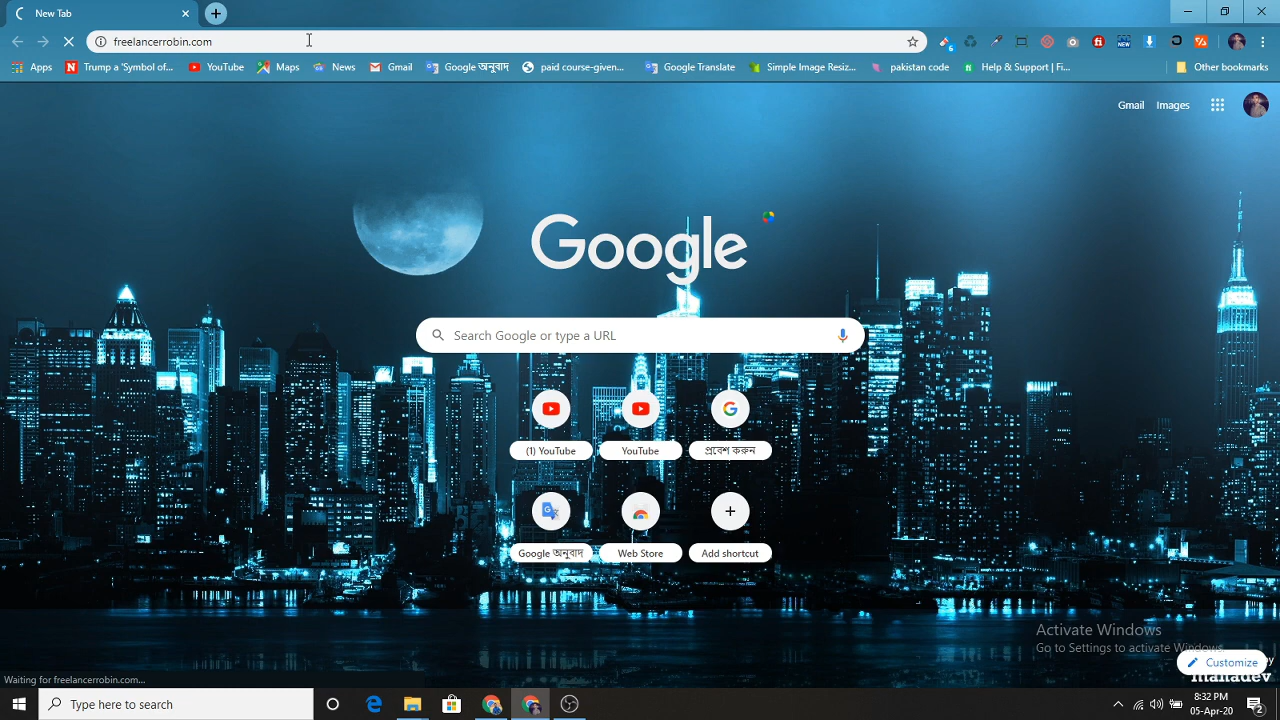 New Tab
freelancerrobin.com
Apps
Trump a 'Symbol of...
YouTube
Maps
News
Gmail
Google অনুবাদ
paid course-given...
Google Translate
Simple Image Resiz...
pakistan code
Help & Support | Fi...
Other bookmarks
Gmail
Images
Google
Search Google or type a URL
(1) YouTube
YouTube
প্রবেশ করুন
Google অনুবাদ
Web Store
Add shortcut
Activate Windows
Go to Settings to activate Windows.
Customize
Waiting for freelancerrobin.com...
Type here to search
8:32 PM
05-Apr-20
2